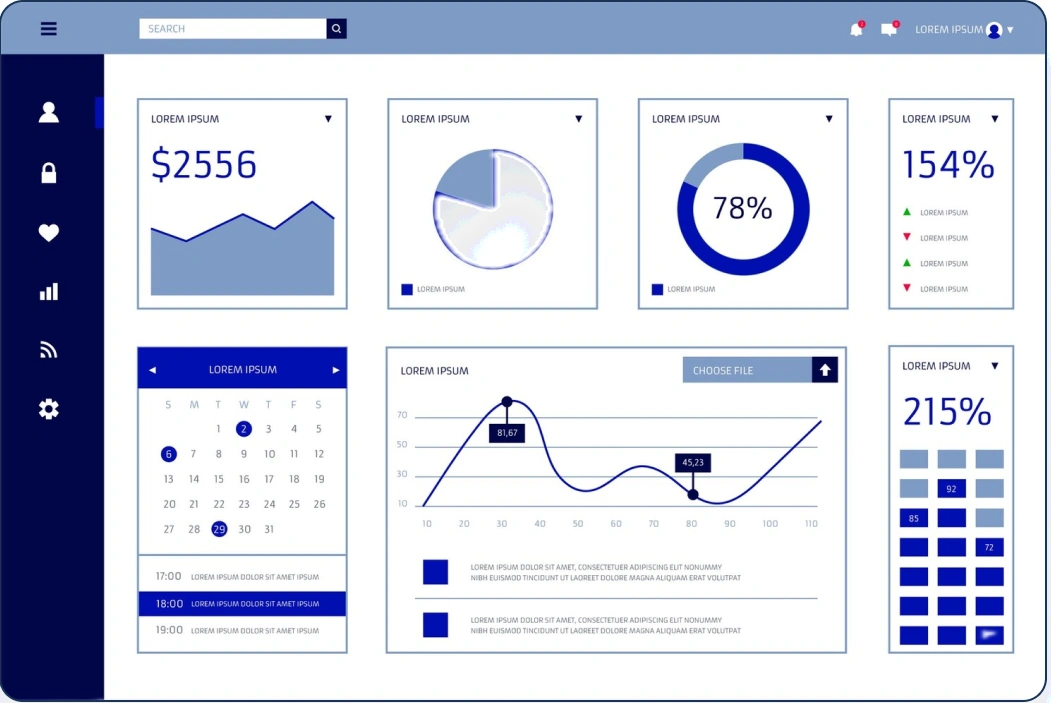 SEARCH
LOREM IPSUM
LOREM IPSUM
$2556
LOREM IPSUM
LOREM IPSUM
LOREM IPSUM
78%
LOREM IPSUM
LOREM IPSUM
154%
LOREM IPSUM
LOREM IPSUM
LOREM IPSUM
LOREM IPSUM
LOREM IPSUM
S M T W T F S
1 2 3 4 5
6 7 8 9 10 11 12
13 14 15 16 17 18 19
20 21 22 23 24 25 26
27 28 29 30 31
17:00 LOREM IPSUM DOLOR SIT AMET IPSUM
18:00 LOREM IPSUM DOLOR SIT AMET IPSUM
19:00 LOREM IPSUM DOLOR SIT AMET IPSUM
LOREM IPSUM
CHOOSE FILE
70
50
30
10
81,67
45,23
10 20 30 40 50 60 70 80 90 100 110
LOREM IPSUM DOLOR SIT AMET, CONSECTETUER ADIPISCING ELIT NONUMMY
NIBH EUISMOD TINCIDUNT UT LAOREET DOLORE MAGNA ALIQUAM ERAT VOLUTPAT
LOREM IPSUM DOLOR SIT AMET, CONSECTETUER ADIPISCING ELIT NONUMMY
NIBH EUISMOD TINCIDUNT UT LAOREET DOLORE MAGNA ALIQUAM ERAT VOLUTPAT
LOREM IPSUM
215%
92
85
72